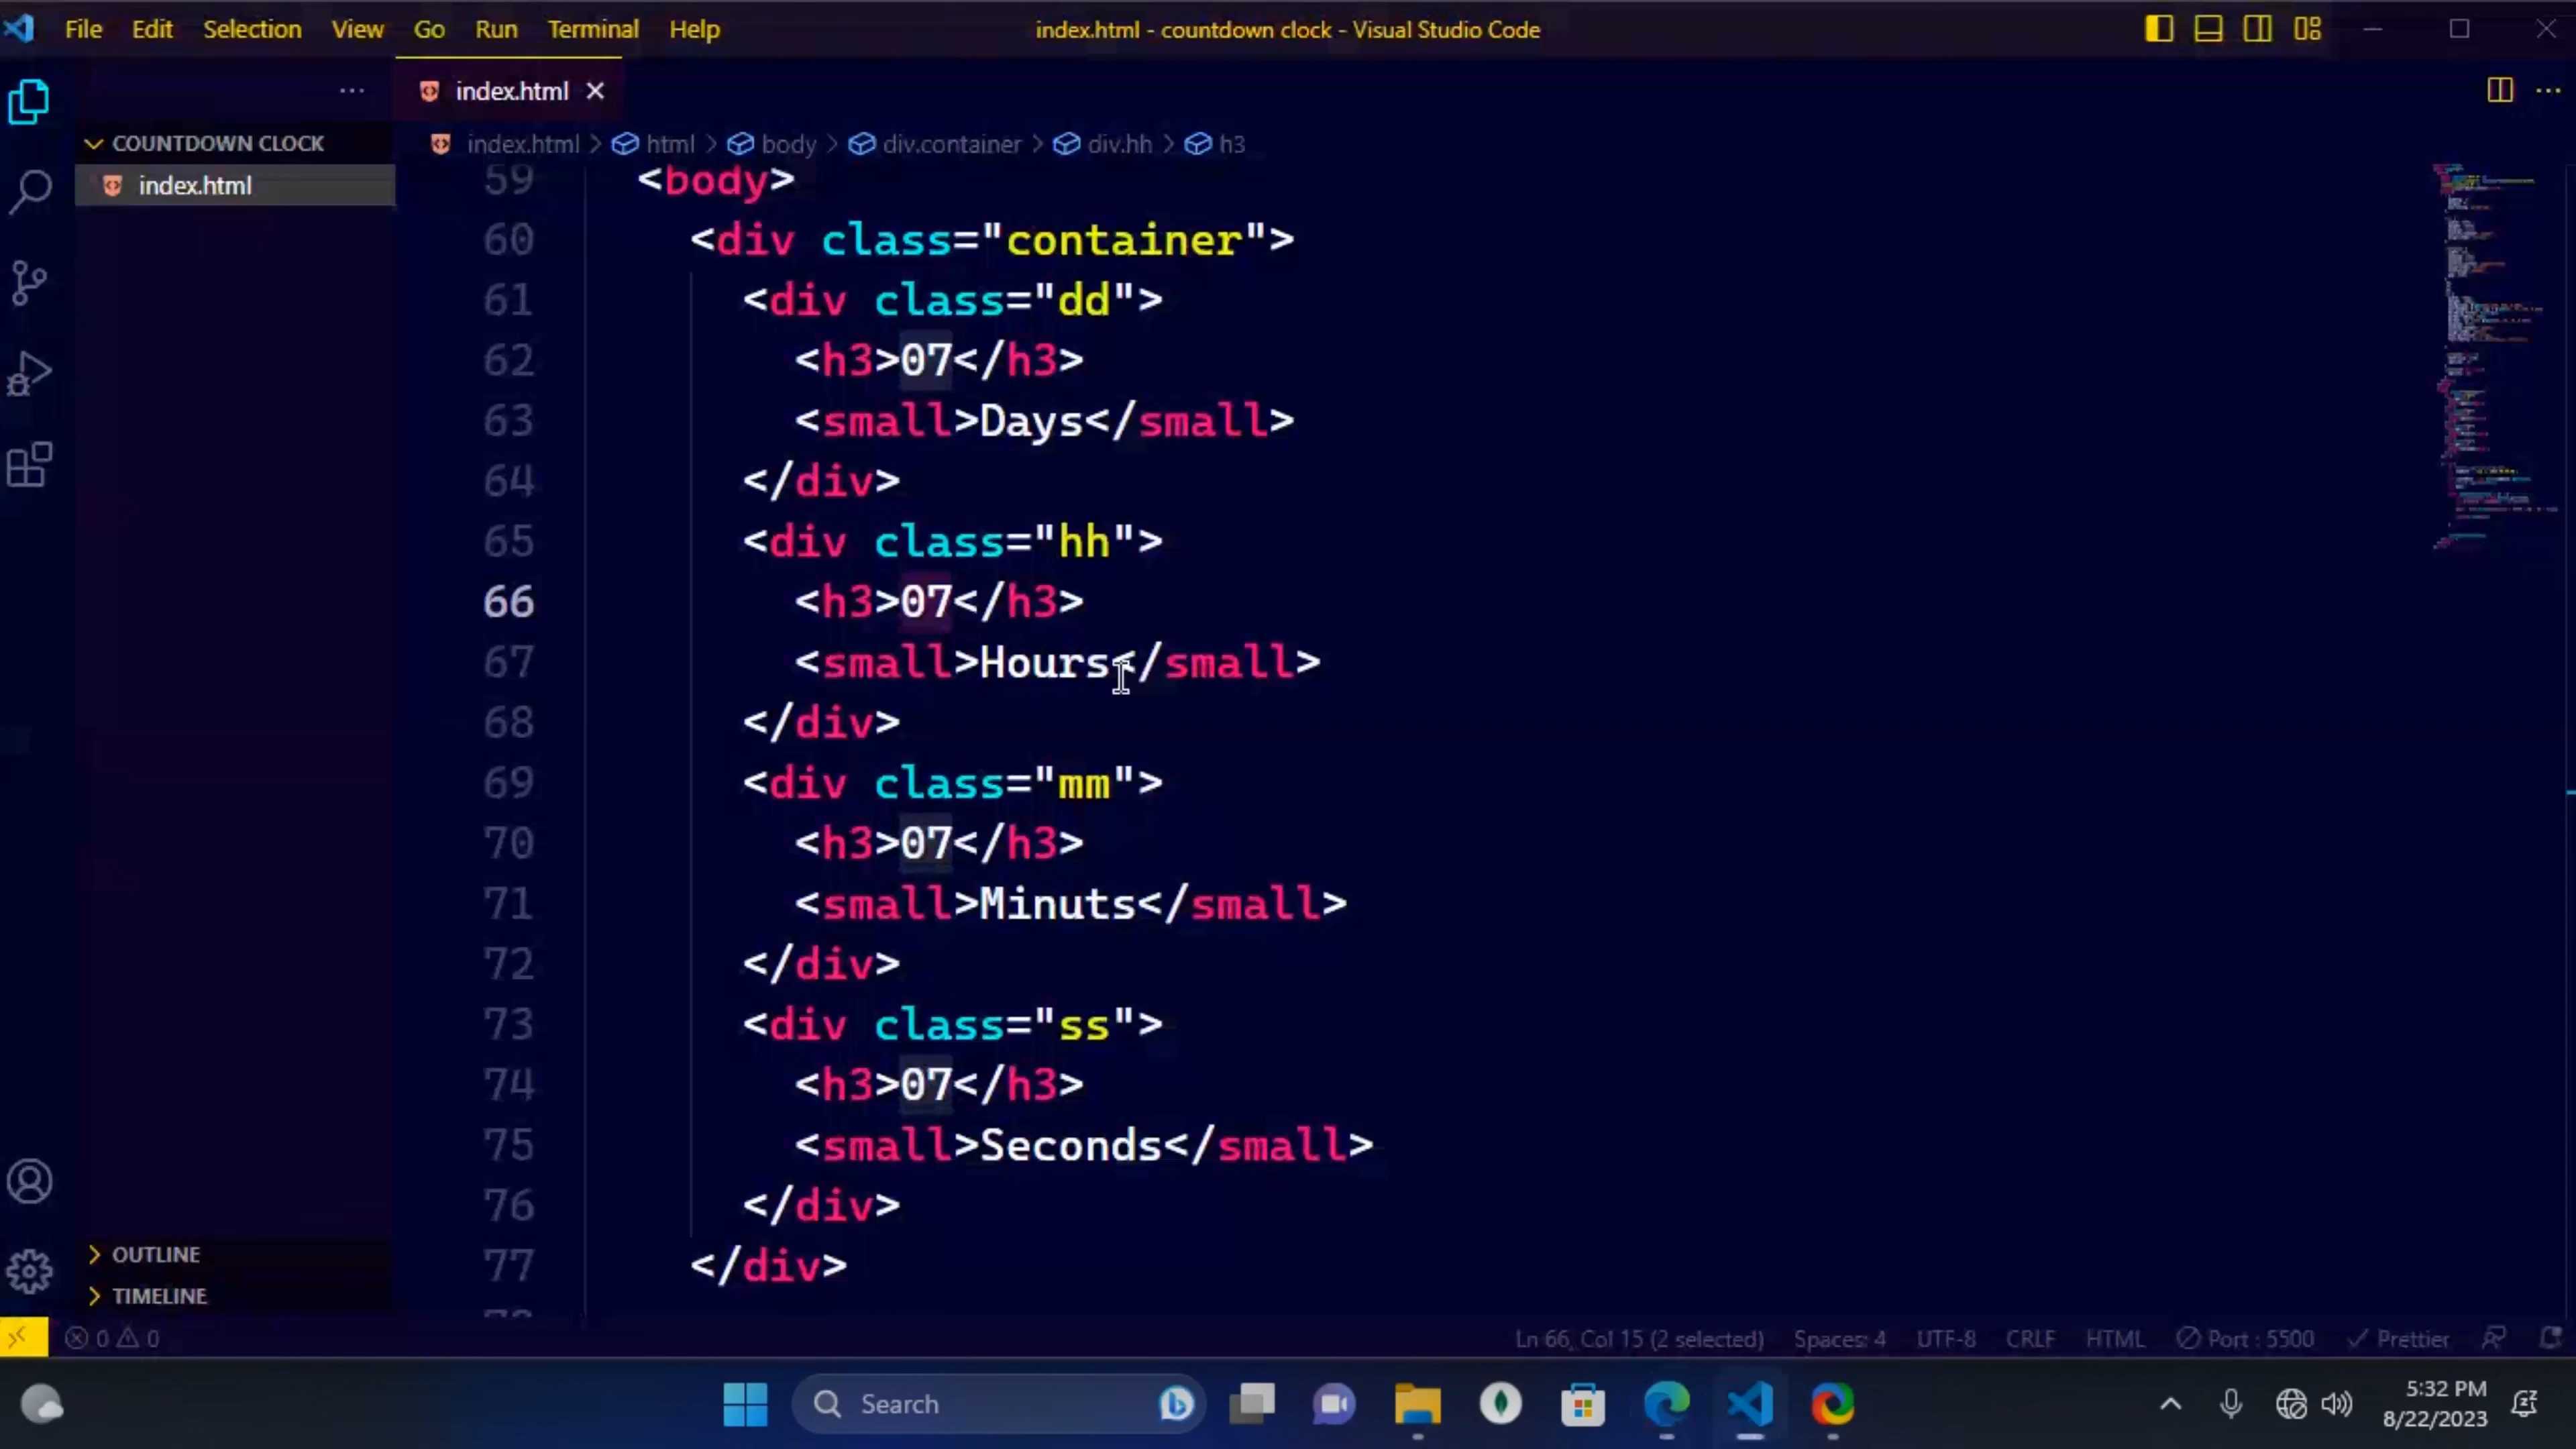 File Edit Selection View Go Run Terminal Help
index.html - countdown clock - Visual Studio Code
index.html
COUNTDOWN CLOCK
index.html
index.html > html > body > div.container > div.hh > h3
59 <body>
60 <div class="container">
61 <div class="dd">
62 <h3>07</h3>
63 <small>Days</small>
64 </div>
65 <div class="hh">
66 <h3>07</h3>
67 <small>Hours</small>
68 </div>
69 <div class="mm">
70 <h3>07</h3>
71 <small>Minuts</small>
72 </div>
73 <div class="ss">
74 <h3>07</h3>
75 <small>Seconds</small>
76 </div>
77 </div>
OUTLINE
TIMELINE
0 0
Ln 66, Col 15 (2 selected) Spaces: 4 UTF-8 CRLF HTML Port : 5500 Prettier
Search
5:32 PM
8/22/2023